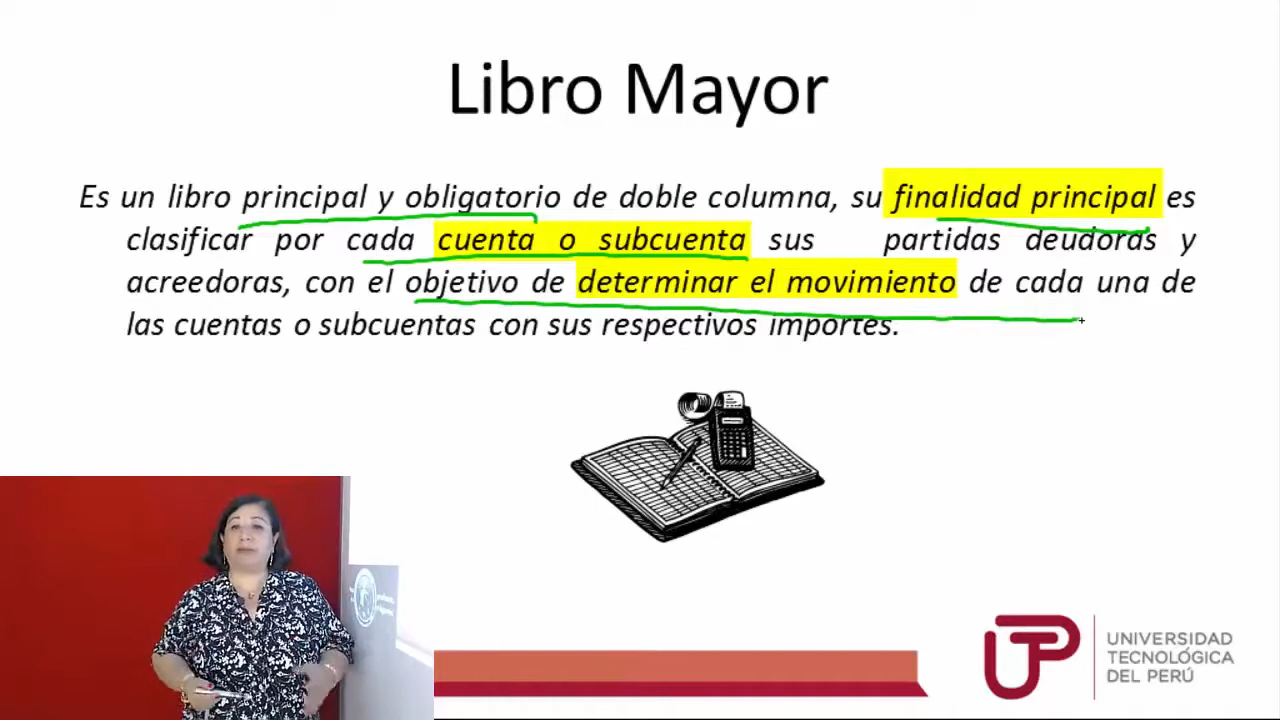 Libro Mayor
Es un libro principal y obligatorio de doble columna, su finalidad principal es
clasificar por cada cuenta o subcuenta sus partidas deudoras y
acreedoras, con el objetivo de determinar el movimiento de cada una de
las cuentas o subcuentas con sus respectivos importes.
UTP
UNIVERSIDAD
TECNOLÓGICA
DEL PERÚ